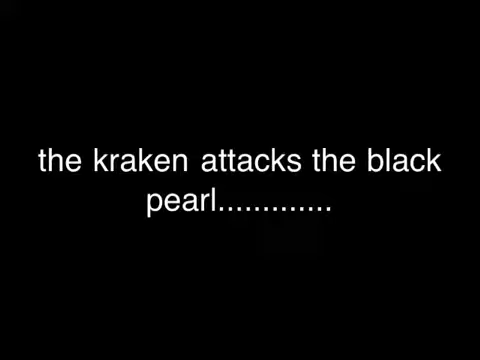 the kraken attacks the black
pearl.............